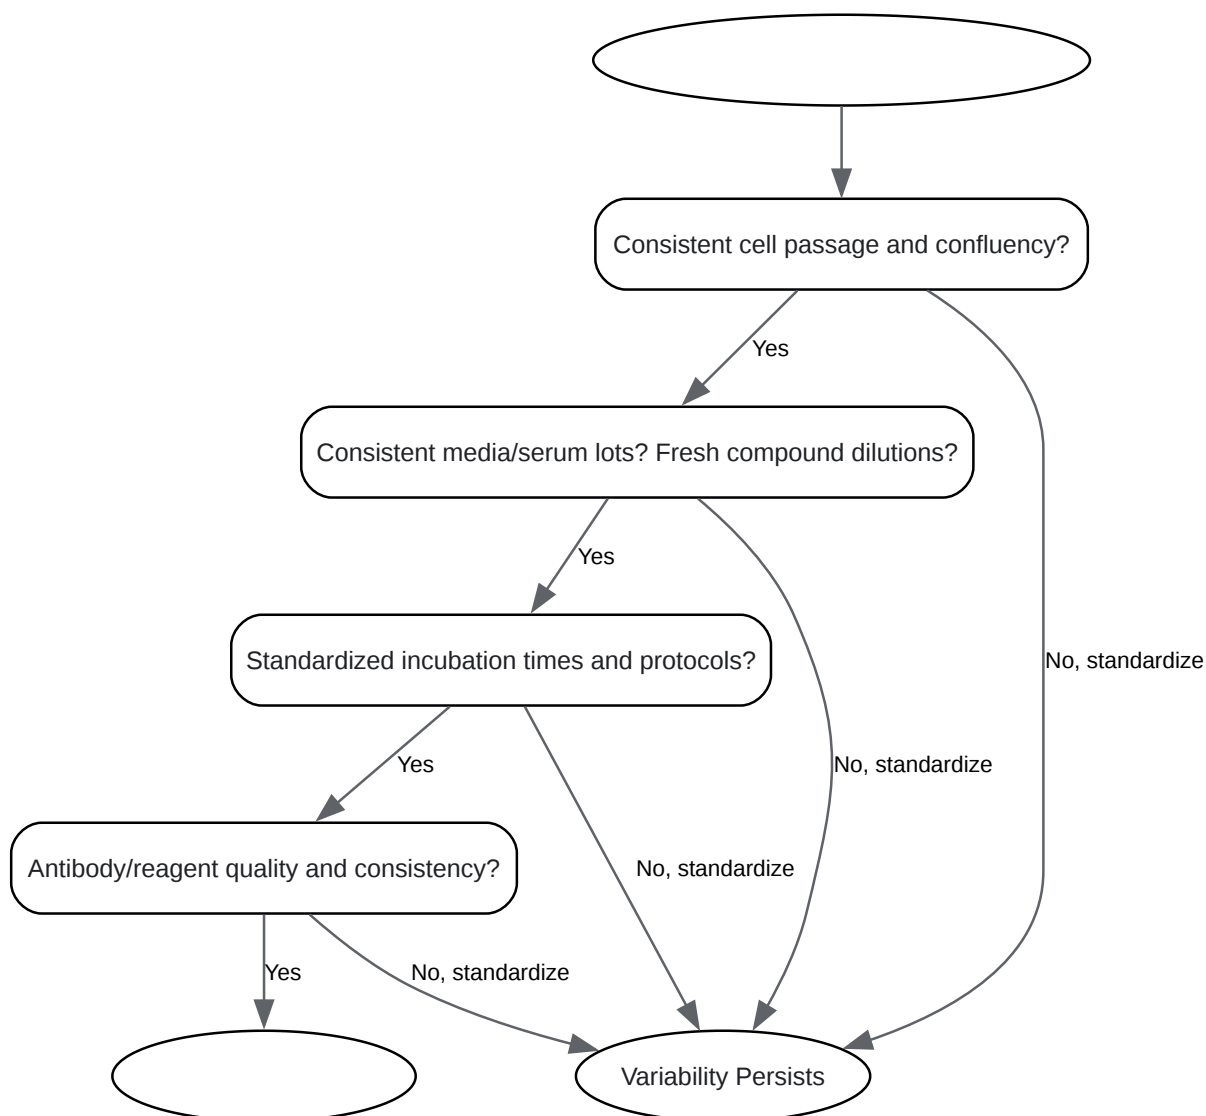 Consistent cell passage and confluency?
Yes
Consistent media/serum lots? Fresh compound dilutions?
Yes
Standardized incubation times and protocols?
No, standardize
Yes
No, standardize
Antibody/reagent quality and consistency?
No, standardize
Yes
No, standardize
Variability Persists